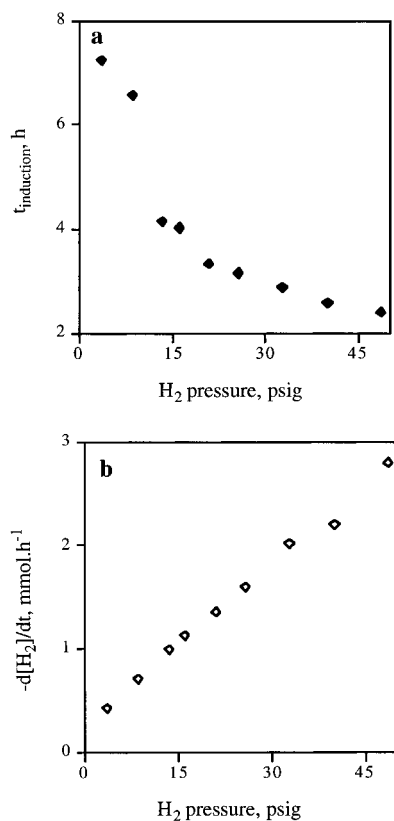 a
8
6
4
2
t_induction, h
0
15
30
45
H₂ pressure, psig
b
3
2
1
0
-d[H₂]/dt, mmol.h⁻¹
0
15
30
45
H₂ pressure, psig